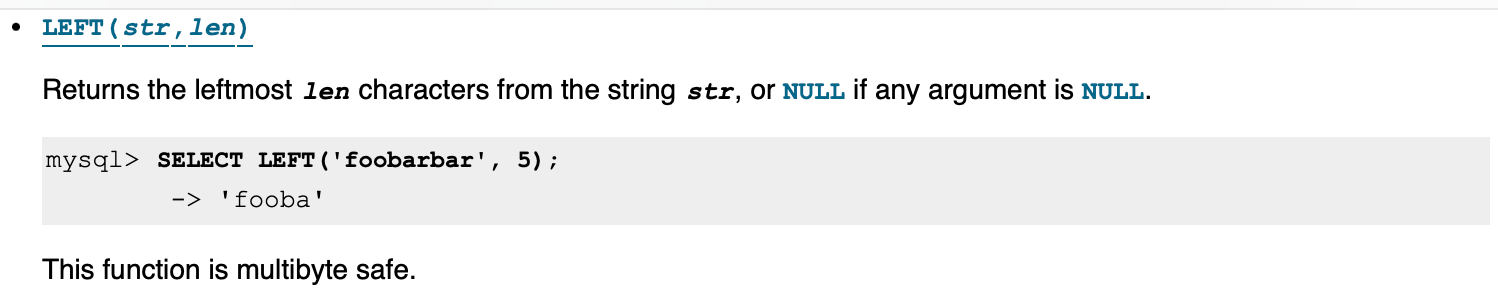 • LEFT(str,len)
Returns the leftmost len characters from the string str, or NULL if any argument is NULL.
mysql> SELECT LEFT('foobarbar', 5);
-> 'fooba'
This function is multibyte safe.